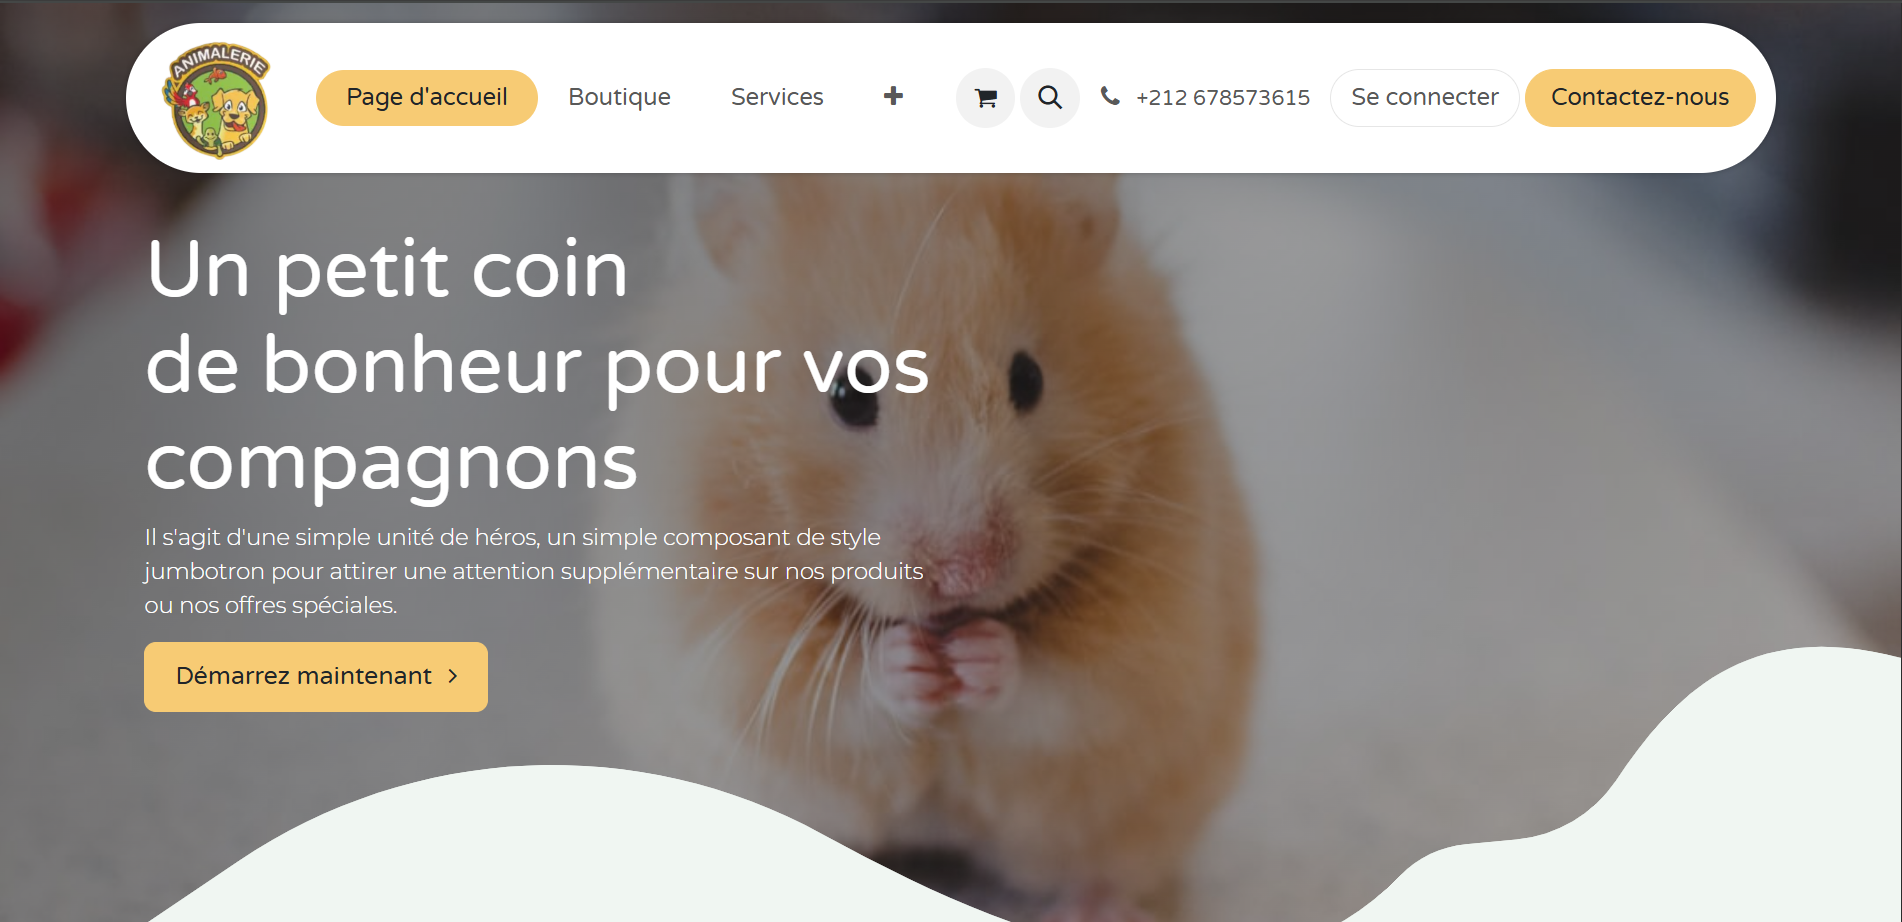 ANIMALERIE
Page d'accueil
Boutique
Services
+212 678573615
Se connecter
Contactez-nous
Un petit coin
de bonheur pour vos
compagnons
Il s'agit d'une simple unité de héros, un simple composant de style
jumbotron pour attirer une attention supplémentaire sur nos produits
ou nos offres spéciales.
Démarrez maintenant